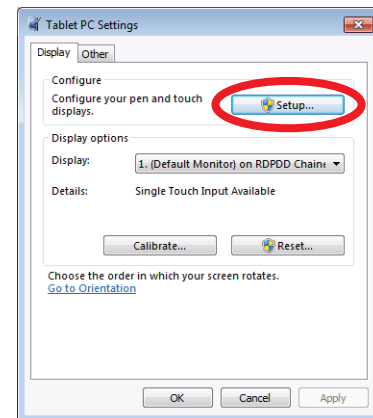 Tablet PC Settings
Display Other
Configure
Configure your pen and touch
displays.
Setup...
Display options
Display: 1. (Default Monitor) on RDPDD Chaine
Details: Single Touch Input Available
Calibrate... Reset...
Choose the order in which your screen rotates.
Go to Orientation
OK Cancel Apply